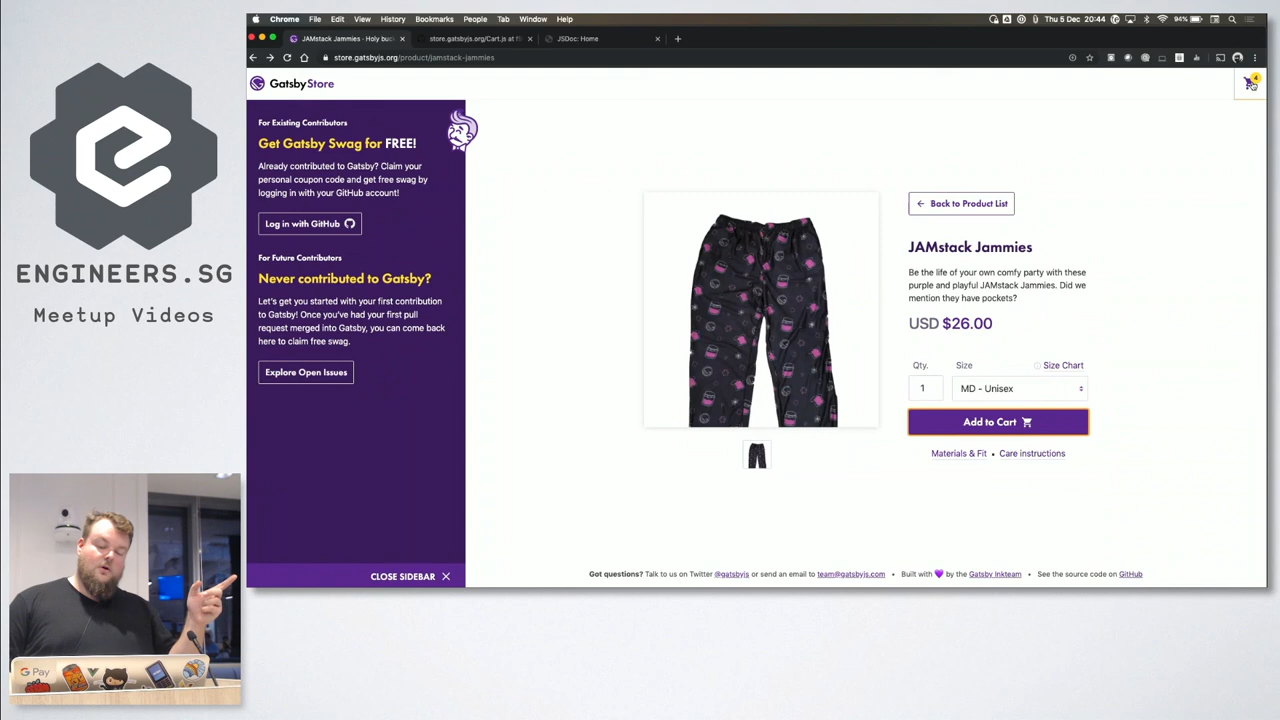 Chrome File Edit View History Bookmarks People Tab Window Help
Thu 5 Dec 20:44
94%
JAMstack Jammies - Holy buc
store.gatsbyjs.org/Cart.js at
JSDoc: Home
store.gatsbyjs.org/product/jamstack-jammies
GatsbyStore
4
For Existing Contributors
Get Gatsby Swag for FREE!
Already contributed to Gatsby? Claim your
personal coupon code and get free swag by
logging in with your GitHub account!
Log in with GitHub
For Future Contributors
Never contributed to Gatsby?
Let's get you started with your first contribution
to Gatsby! Once you've had your first pull
request merged into Gatsby, you can come back
here to claim free swag.
Explore Open Issues
CLOSE SIDEBAR
Back to Product List
JAMstack Jammies
Be the life of your own comfy party with these
purple and playful JAMstack Jammies. Did we
mention they have pockets?
USD $26.00
Qty.
Size
Size Chart
1
MD - Unisex
Add to Cart
Materials & Fit • Care instructions
Got questions? Talk to us on Twitter @gatsbyjs or send an email to team@gatsbyjs.com • Built with 💜 by the Gatsby Inkteam • See the source code on GitHub
ENGINEERS.SG
Meetup Videos
G Pay